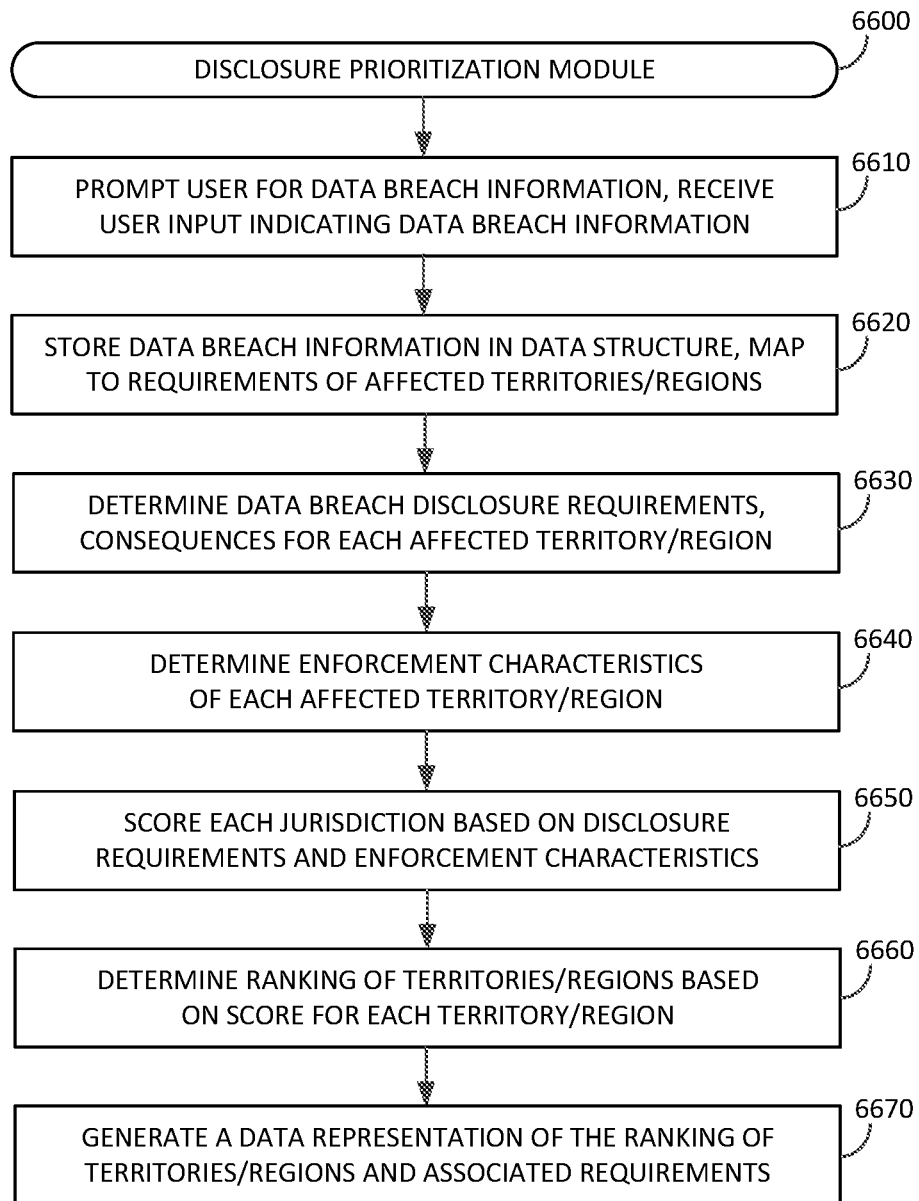 6600
DISCLOSURE PRIORITIZATION MODULE
6610
PROMPT USER FOR DATA BREACH INFORMATION, RECEIVE
USER INPUT INDICATING DATA BREACH INFORMATION
6620
STORE DATA BREACH INFORMATION IN DATA STRUCTURE, MAP
TO REQUIREMENTS OF AFFECTED TERRITORIES/REGIONS
6630
DETERMINE DATA BREACH DISCLOSURE REQUIREMENTS,
CONSEQUENCES FOR EACH AFFECTED TERRITORY/REGION
6640
DETERMINE ENFORCEMENT CHARACTERISTICS
OF EACH AFFECTED TERRITORY/REGION
6650
SCORE EACH JURISDICTION BASED ON DISCLOSURE
REQUIREMENTS AND ENFORCEMENT CHARACTERISTICS
6660
DETERMINE RANKING OF TERRITORIES/REGIONS BASED
ON SCORE FOR EACH TERRITORY/REGION
6670
GENERATE A DATA REPRESENTATION OF THE RANKING OF
TERRITORIES/REGIONS AND ASSOCIATED REQUIREMENTS